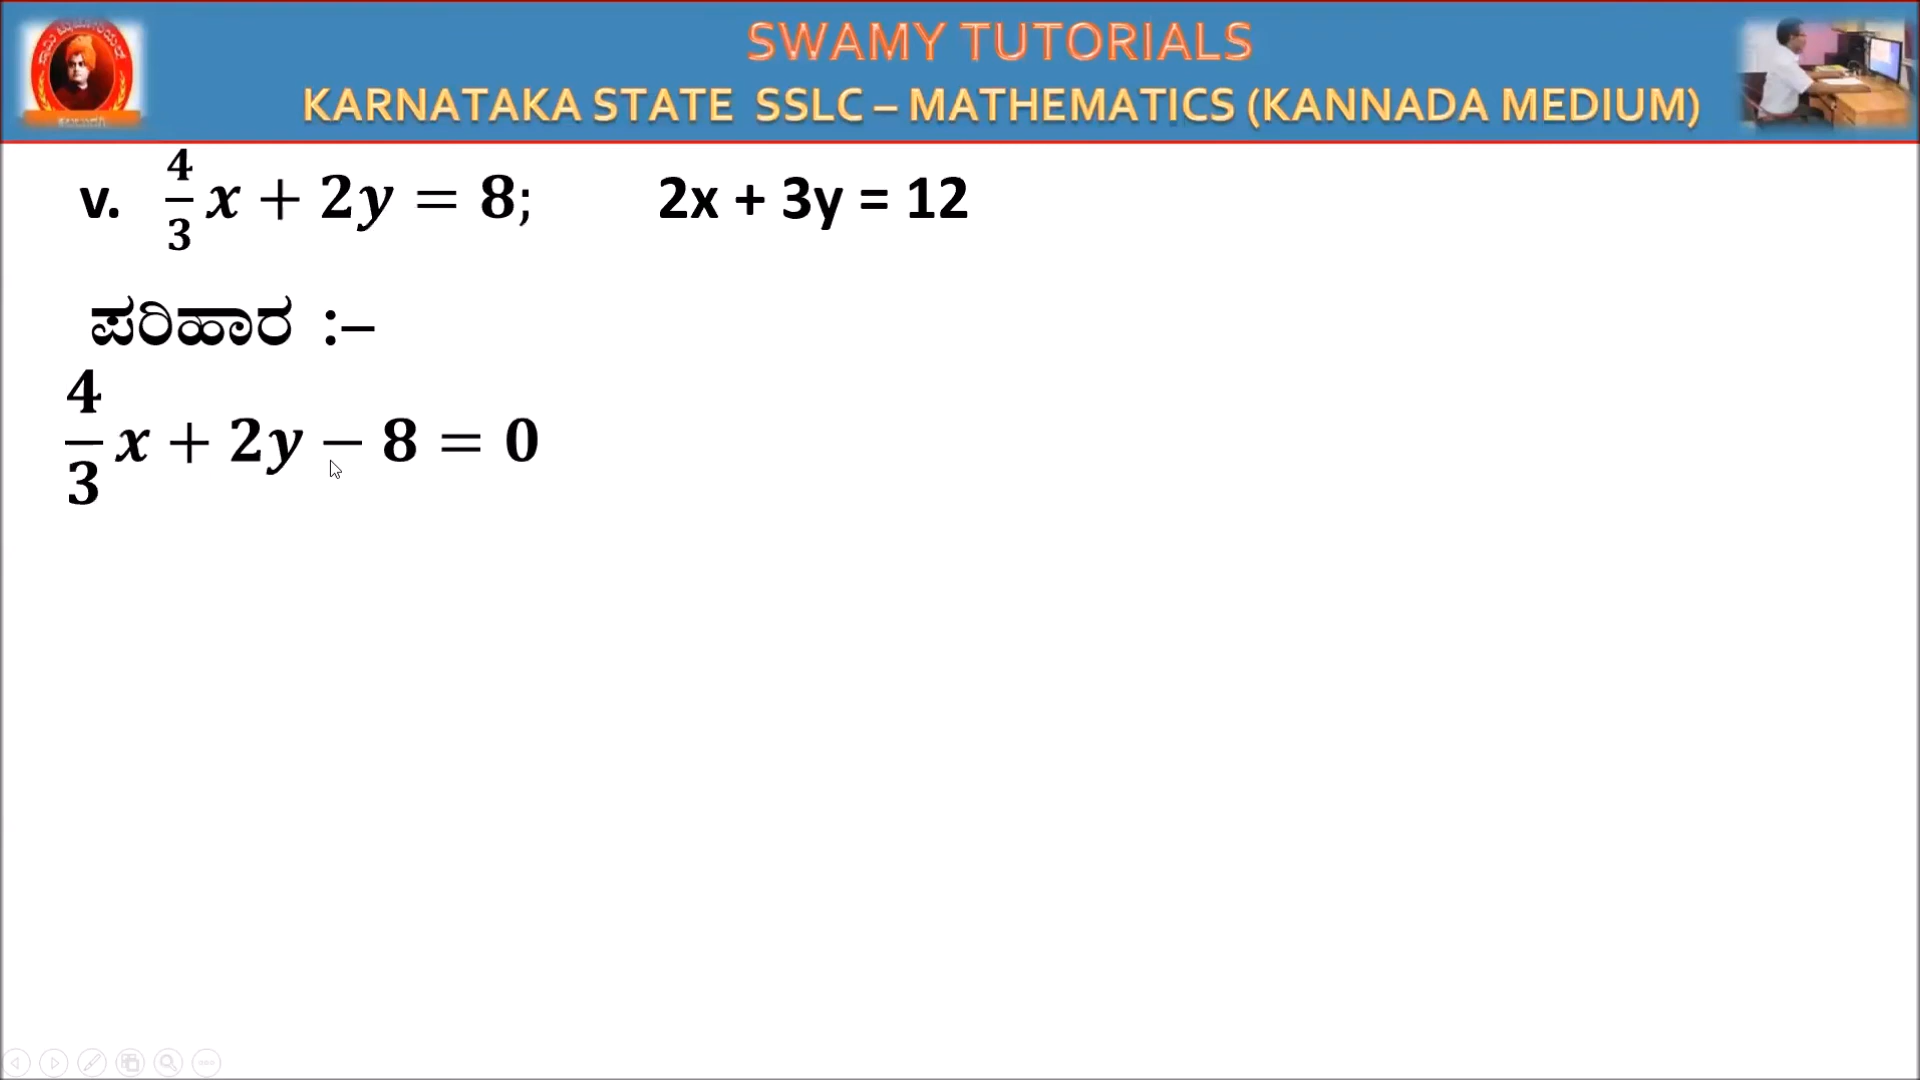 SWAMY TUTORIALS
KARNATAKA STATE SSLC – MATHEMATICS (KANNADA MEDIUM)
v. 4/3 x + 2y = 8; 2x + 3y = 12
ಪರಿಹಾರ :–
4/3 x + 2y − 8 = 0